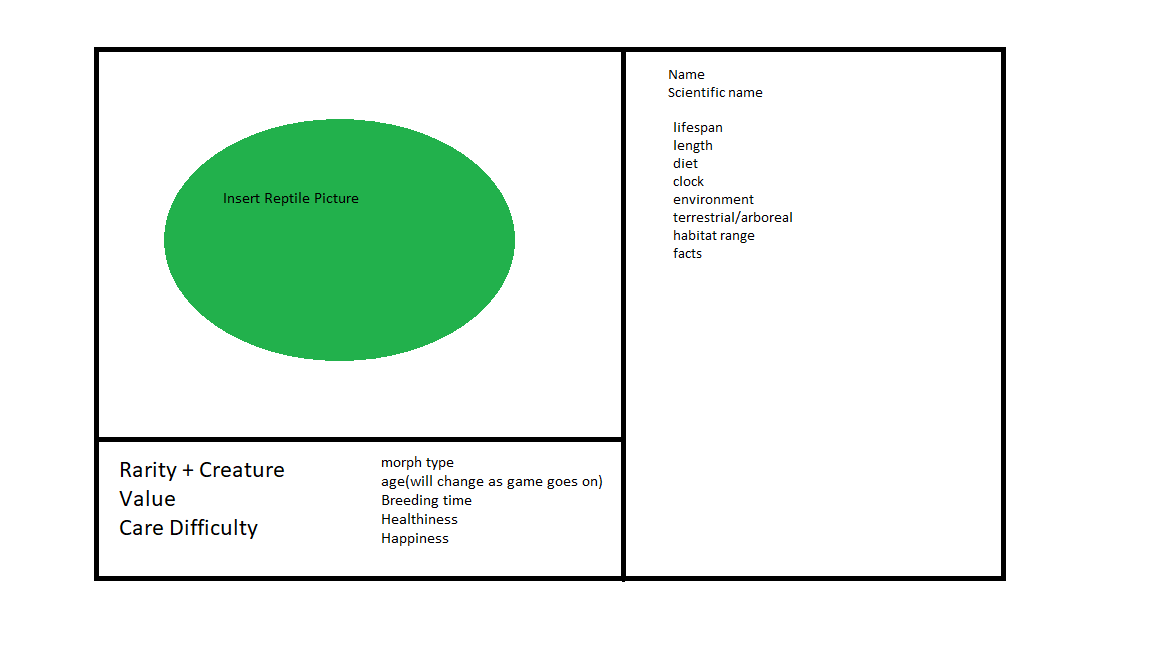 Insert Reptile Picture
Name
Scientific name
lifespan
length
diet
clock
environment
terrestrial/arboreal
habitat range
facts
Rarity + Creature
Value
Care Difficulty
morph type
age(will change as game goes on)
Breeding time
Healthiness
Happiness